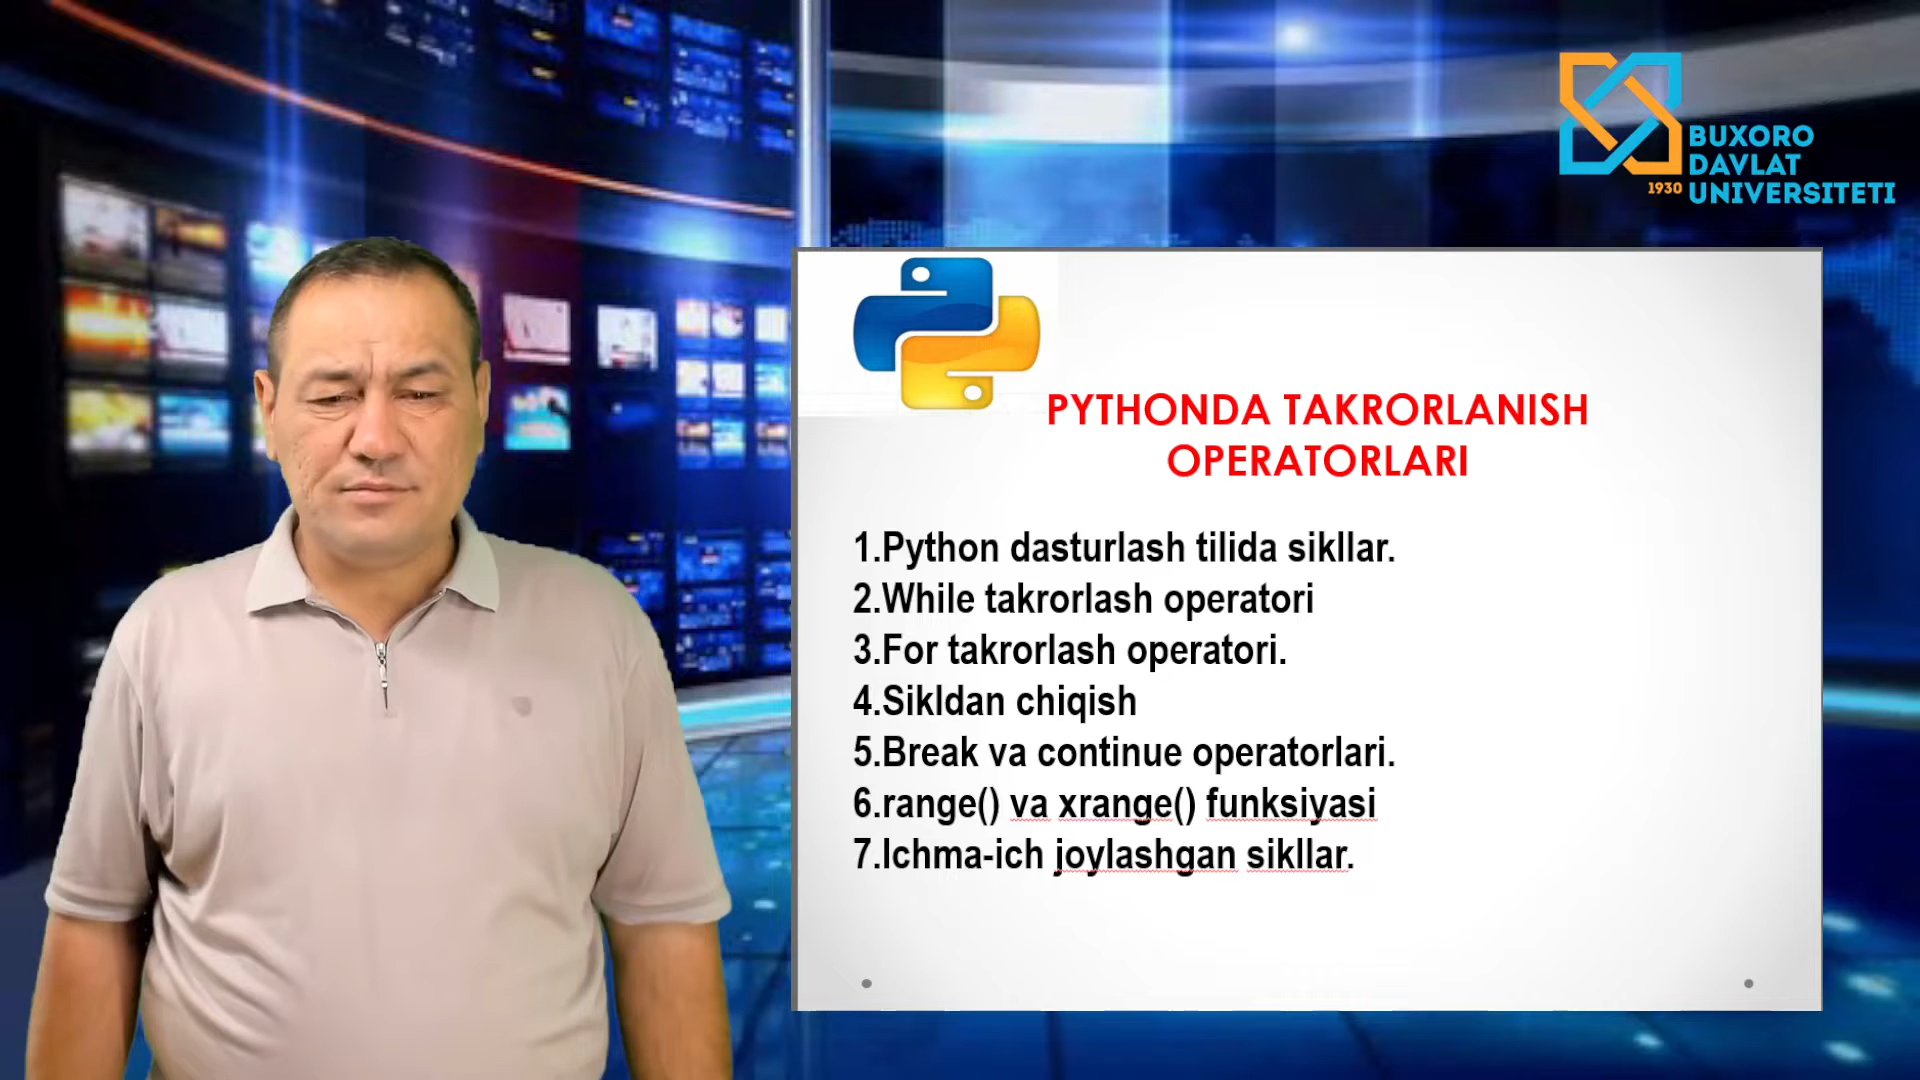 BUXORO
DAVLAT
1930 UNIVERSITETI
PYTHONDA TAKRORLANISH
OPERATORLARI
1.Python dasturlash tilida sikllar.
2.While takrorlash operatori
3.For takrorlash operatori.
4.Sikldan chiqish
5.Break va continue operatorlari.
6.range() va xrange() funksiyasi
7.Ichma-ich joylashgan sikllar.